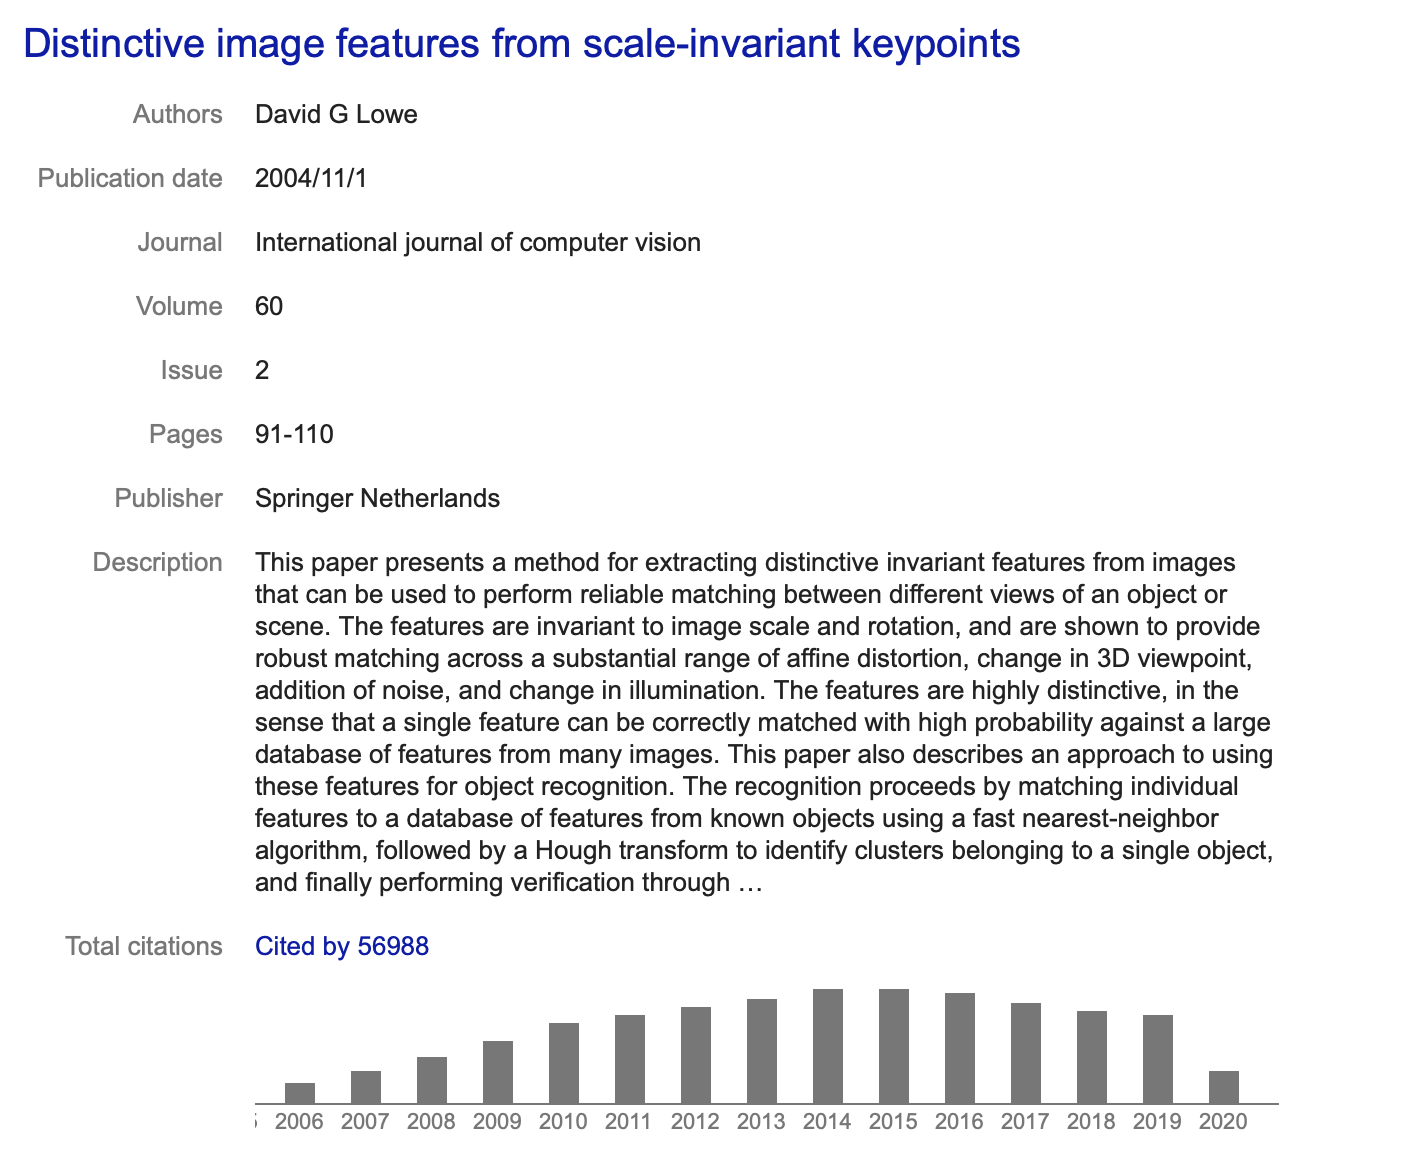 Distinctive image features from scale-invariant keypoints
Authors David G Lowe
Publication date 2004/11/1
Journal International journal of computer vision
Volume 60
Issue 2
Pages 91-110
Publisher Springer Netherlands
Description This paper presents a method for extracting distinctive invariant features from images
that can be used to perform reliable matching between different views of an object or
scene. The features are invariant to image scale and rotation, and are shown to provide
robust matching across a substantial range of affine distortion, change in 3D viewpoint,
addition of noise, and change in illumination. The features are highly distinctive, in the
sense that a single feature can be correctly matched with high probability against a large
database of features from many images. This paper also describes an approach to using
these features for object recognition. The recognition proceeds by matching individual
features to a database of features from known objects using a fast nearest-neighbor
algorithm, followed by a Hough transform to identify clusters belonging to a single object,
and finally performing verification through …
Total citations Cited by 56988
2006 2007 2008 2009 2010 2011 2012 2013 2014 2015 2016 2017 2018 2019 2020